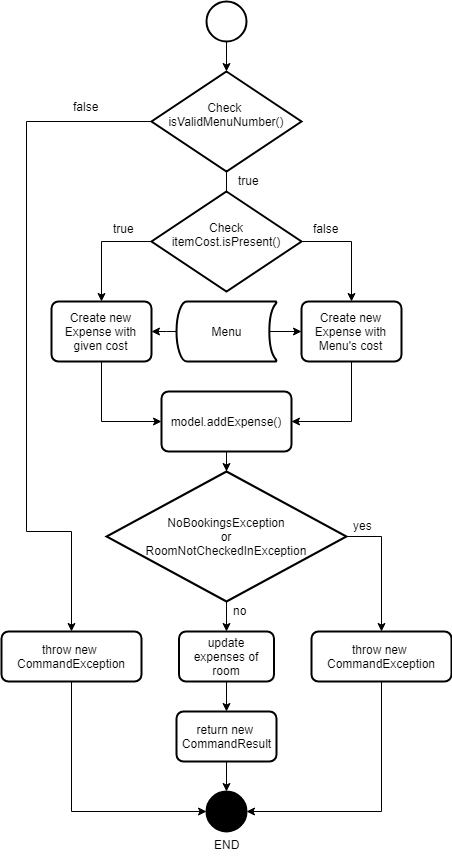 Check
isValidMenuNumber()
false
true
Check
itemCost.isPresent()
true
false
Create new
Expense with
given cost
Menu
Create new
Expense with
Menu's cost
model.addExpense()
NoBookingsException
or
RoomNotCheckedInException
yes
no
throw new
CommandException
update
expenses of
room
throw new
CommandException
return new
CommandResult
END